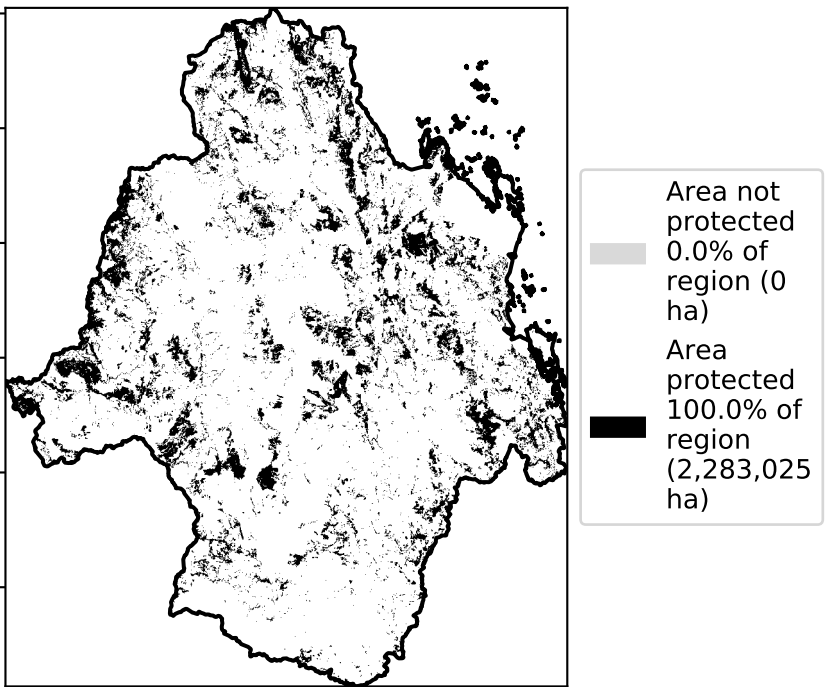 Area not
protected
0.0% of
region (0
ha)
Area
protected
100.0% of
region
(2,283,025
ha)